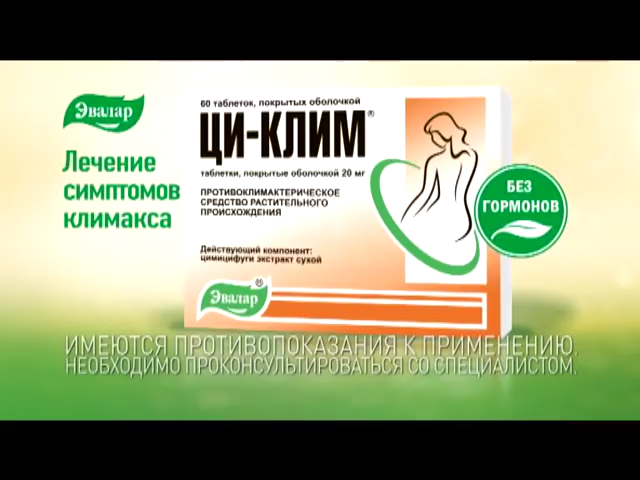 Эвалар
Лечение
симптомов
климакса
60 таблеток, покрытых оболочкой
ЦИ-КЛИМ®
таблетки, покрытые оболочкой 20 мг
ПРОТИВОКЛИМАКТЕРИЧЕСКОЕ
СРЕДСТВО РАСТИТЕЛЬНОГО
ПРОИСХОЖДЕНИЯ
Действующий компонент:
цимицифуги экстракт сухой
Эвалар®
БЕЗ
ГОРМОНОВ
ИМЕЮТСЯ ПРОТИВОПОКАЗАНИЯ К ПРИМЕНЕНИЮ.
НЕОБХОДИМО ПРОКОНСУЛЬТИРОВАТЬСЯ СО СПЕЦИАЛИСТОМ.